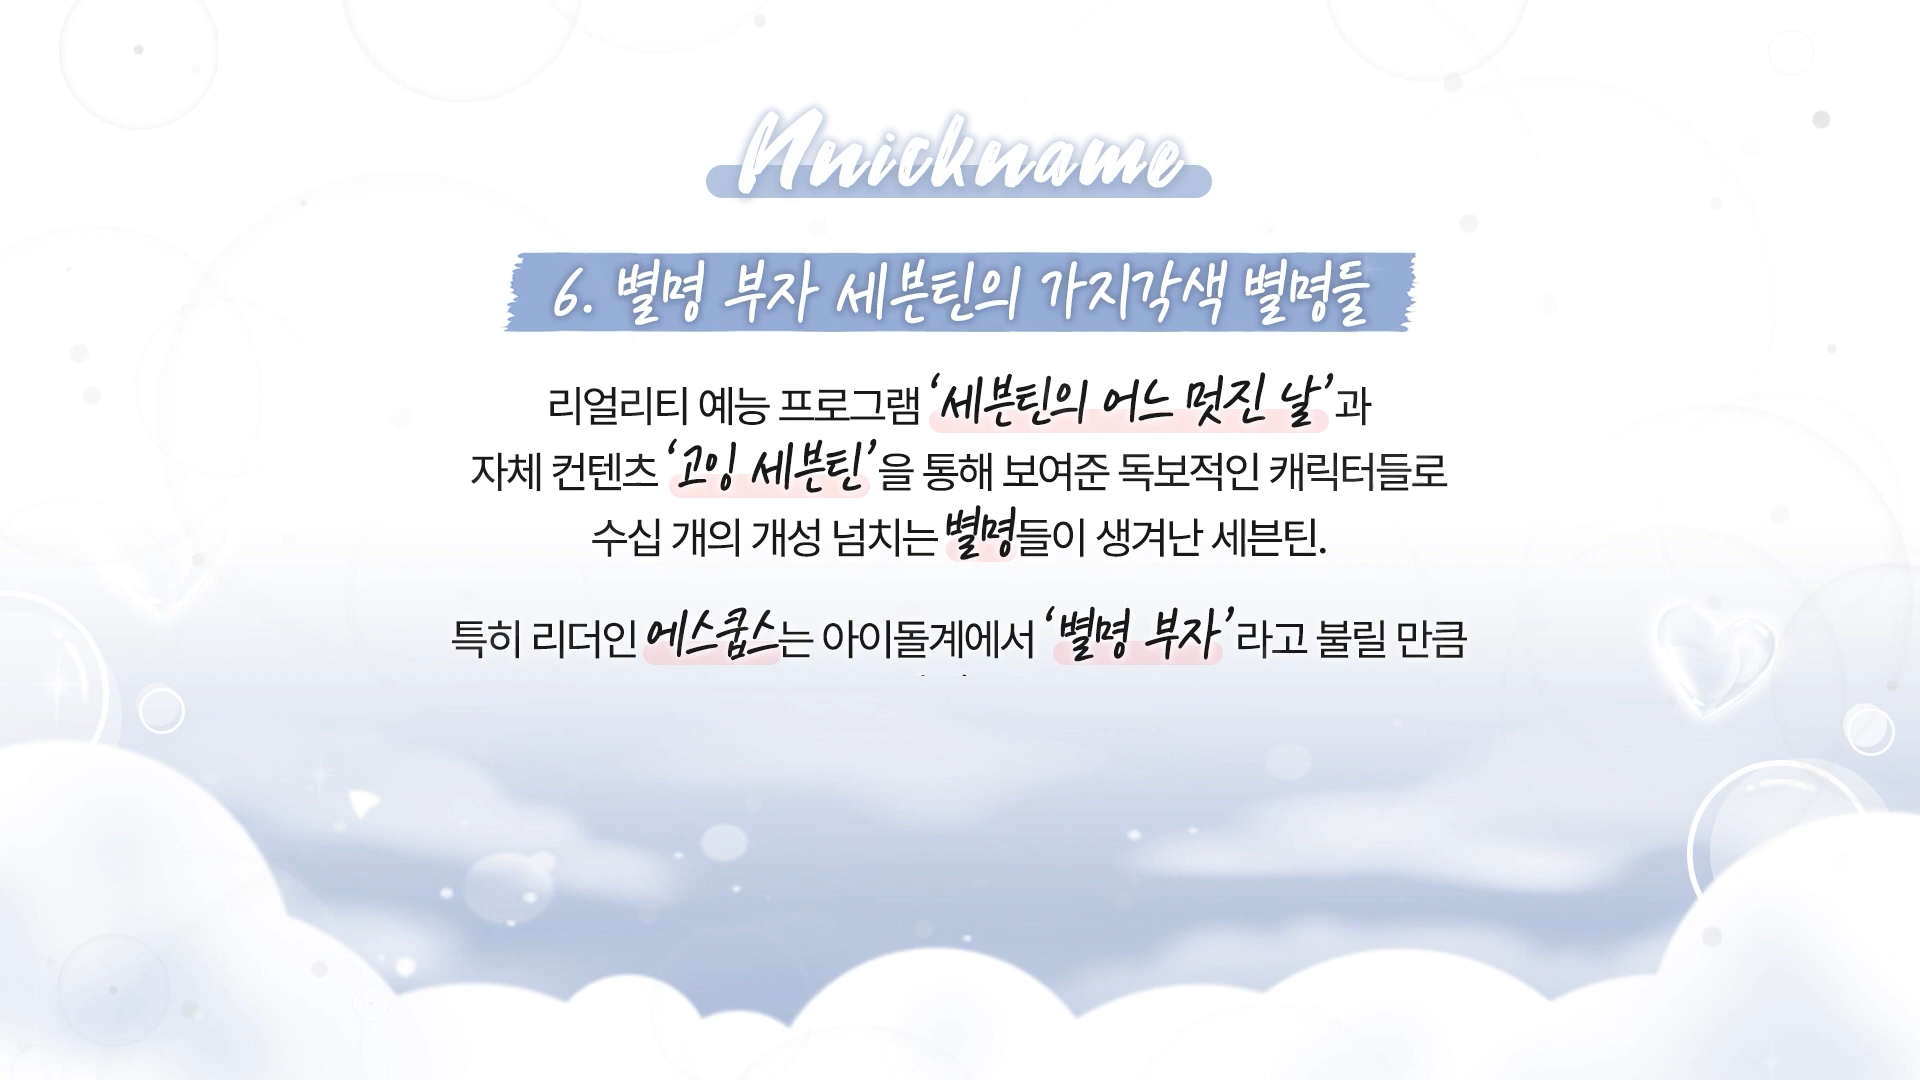 Nnickname
6. 별명 부자 세븐틴의 가지각색 별명들
리얼리티 예능 프로그램 ‘세븐틴의 어느 멋진 날’과
자체 컨텐츠 ‘고잉 세븐틴’을 통해 보여준 독보적인 캐릭터들로
수십 개의 개성 넘치는 별명들이 생겨난 세븐틴.
특히 리더인 에스쿱스는 아이돌계에서 ‘별명 부자’라고 불릴 만큼